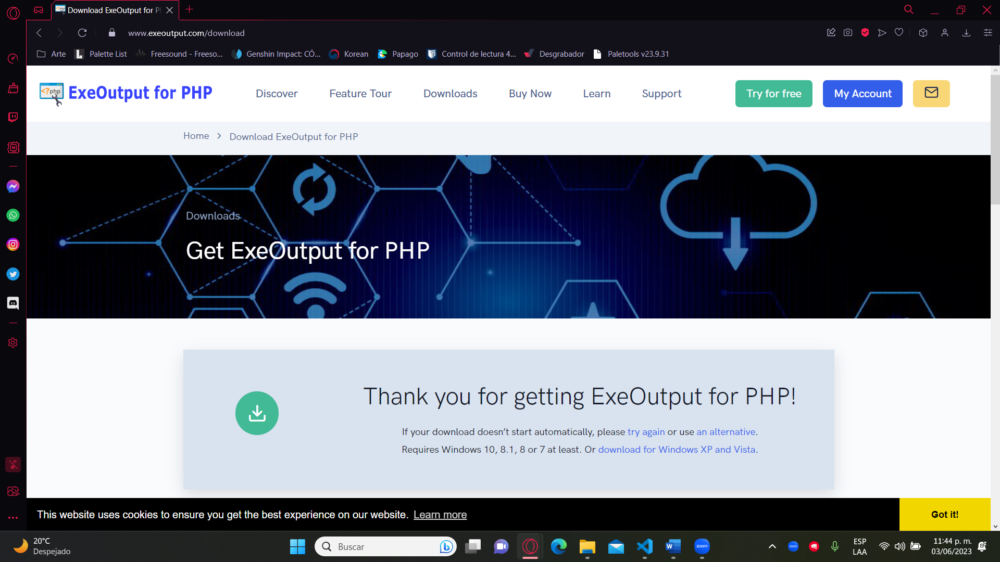 Download ExeOutput for P
www.exeoutput.com/download
Arte
Palette List
Freesound - Freeso...
Genshin Impact: CÓ...
Korean
Papago
Control de lectura 4...
Desgrabador
Paletools v23.9.31
<?php
ExeOutput for PHP
Discover
Feature Tour
Downloads
Buy Now
Learn
Support
Try for free
My Account
Home
Download ExeOutput for PHP
Downloads
Get ExeOutput for PHP
Thank you for getting ExeOutput for PHP!
If your download doesn’t start automatically, please try again or use an alternative.
Requires Windows 10, 8.1, 8 or 7 at least. Or download for Windows XP and Vista.
This website uses cookies to ensure you get the best experience on our website. Learn more
Got it!
20°C
Despejado
Buscar
zoom
zoom
ESP
LAA
11:44 p. m.
03/06/2023